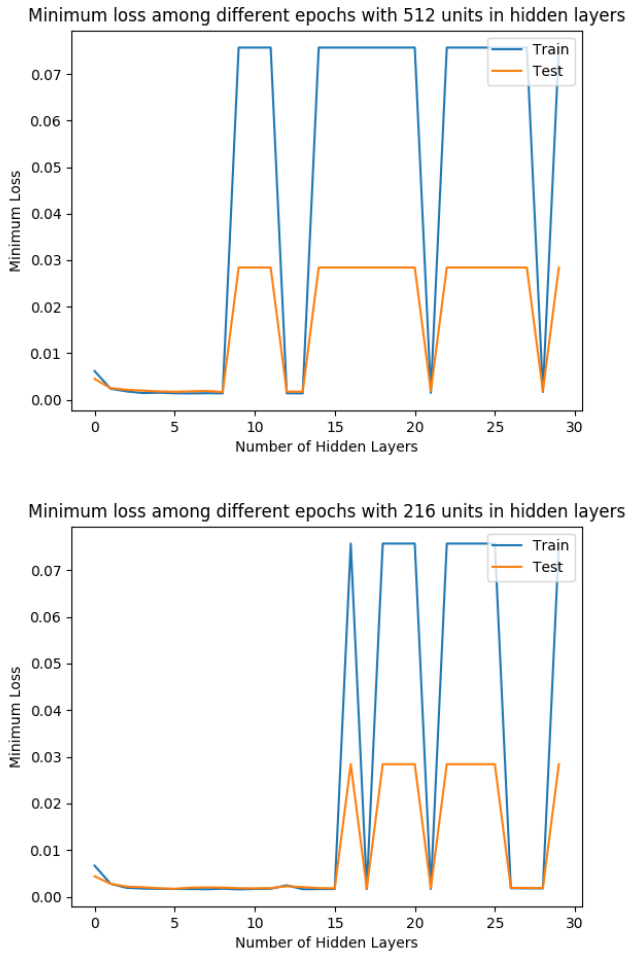 Minimum loss among different epochs with 512 units in hidden layers
Train
Test
0.07
0.06
0.05
0.04
0.03
0.02
0.01
0.00
Minimum Loss
0 5 10 15 20 25 30
Number of Hidden Layers
Minimum loss among different epochs with 216 units in hidden layers
Train
Test
0.07
0.06
0.05
0.04
0.03
0.02
0.01
0.00
Minimum Loss
0 5 10 15 20 25 30
Number of Hidden Layers